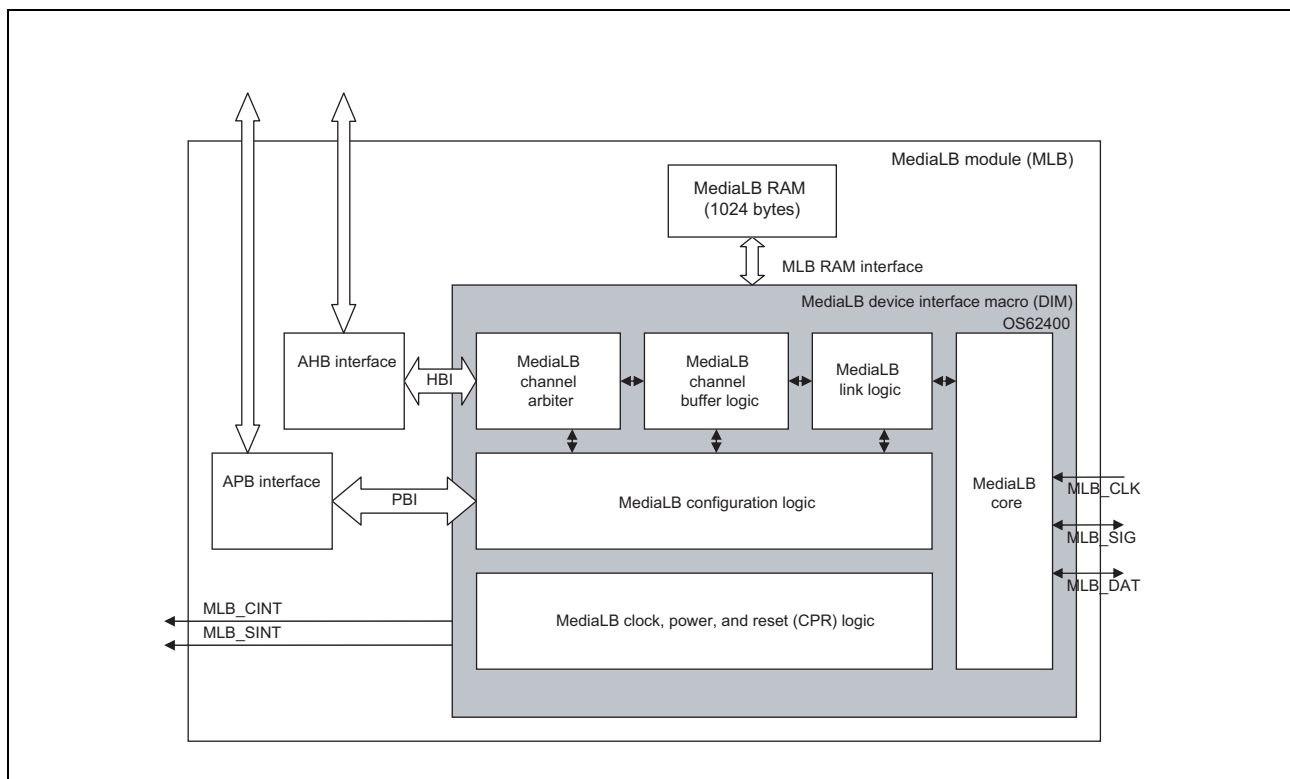 MediaLB module (MLB)
MediaLB RAM
(1024 bytes)
MLB RAM interface
MediaLB device interface macro (DIM)
OS62400
AHB interface
HBI
MediaLB
channel
arbiter
MediaLB
channel
buffer logic
MediaLB
link logic
APB interface
PBI
MediaLB configuration logic
MediaLB
core
MLB_CLK
MLB_SIG
MLB_DAT
MLB_CINT
MLB_SINT
MediaLB clock, power, and reset (CPR) logic